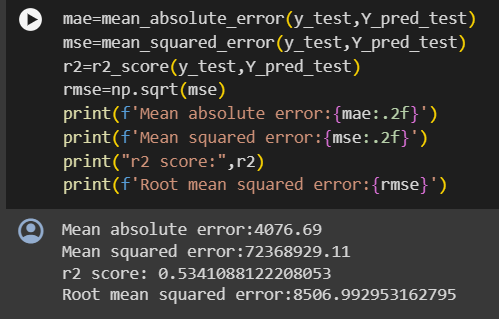 mae=mean_absolute_error(y_test,Y_pred_test)
mse=mean_squared_error(y_test,Y_pred_test)
r2=r2_score(y_test,Y_pred_test)
rmse=np.sqrt(mse)
print(f'Mean absolute error:{mae:.2f}')
print(f'Mean squared error:{mse:.2f}')
print("r2 score:",r2)
print(f'Root mean squared error:{rmse}')
Mean absolute error:4076.69
Mean squared error:72368929.11
r2 score: 0.5341088122208053
Root mean squared error:8506.992953162795